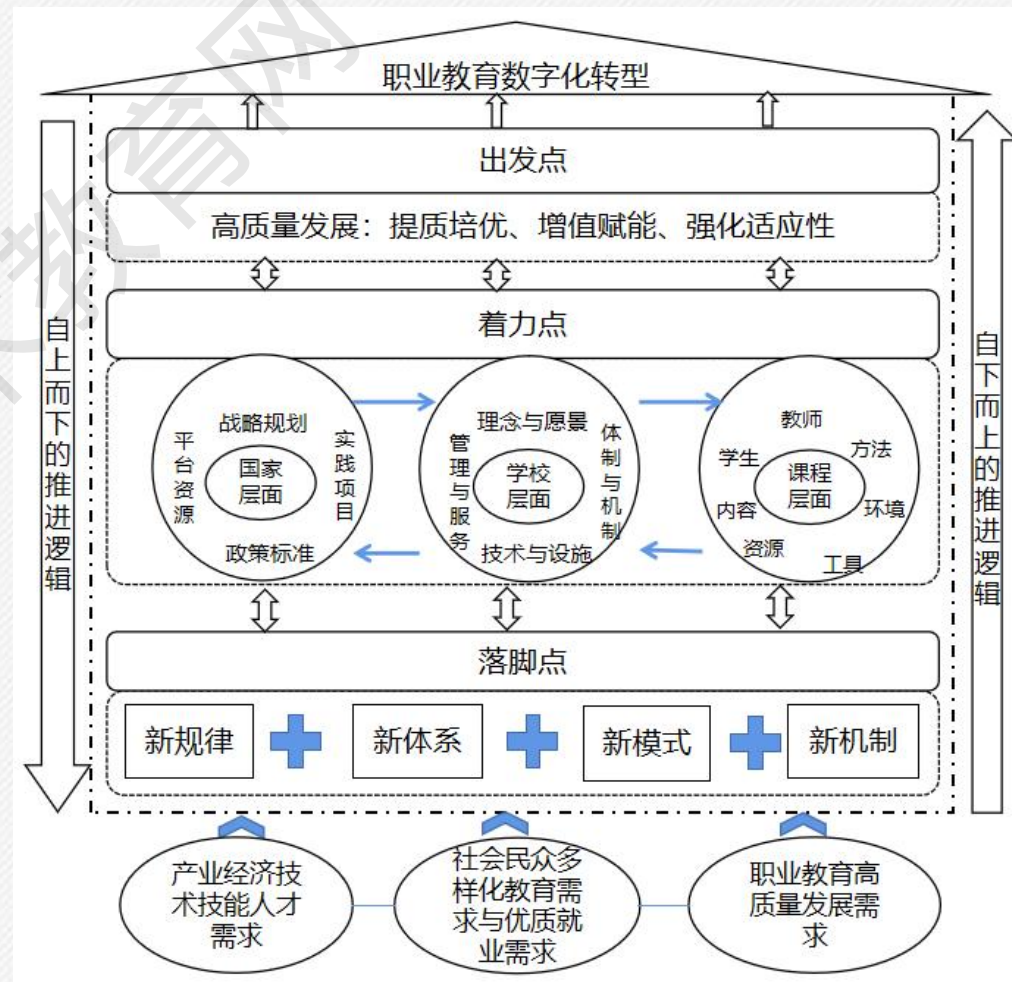 职业教育数字化转型
出发点
高质量发展：提质培优、增值赋能、强化适应性
着力点
自上而下的推进逻辑
战略规划
平台资源
国家
层面
实践项目
政策标准
理念与愿景
管理与服务
学校
层面
体制与机制
技术与设施
教师
学生
方法
课程
层面
内容
环境
资源
工具
自下而上的推进逻辑
落脚点
新规律
新体系
新模式
新机制
产业经济技
术技能人才
需求
社会民众多
样化教育需
求与优质就
业需求
职业教育高
质量发展需
求
教育网